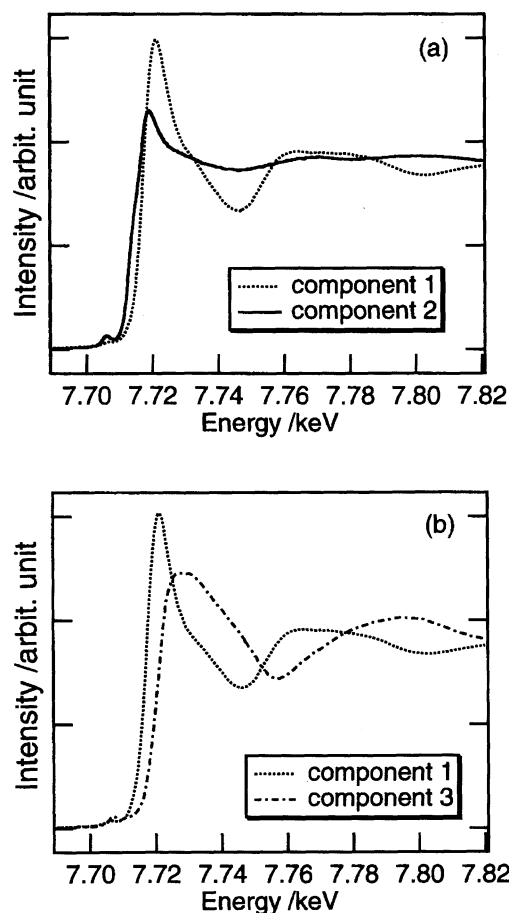 (a)
Intensity /arbit. unit
component 1
component 2
7.70 7.72 7.74 7.76 7.78 7.80 7.82
Energy /keV
(b)
Intensity /arbit. unit
component 1
component 3
7.70 7.72 7.74 7.76 7.78 7.80 7.82
Energy /keV